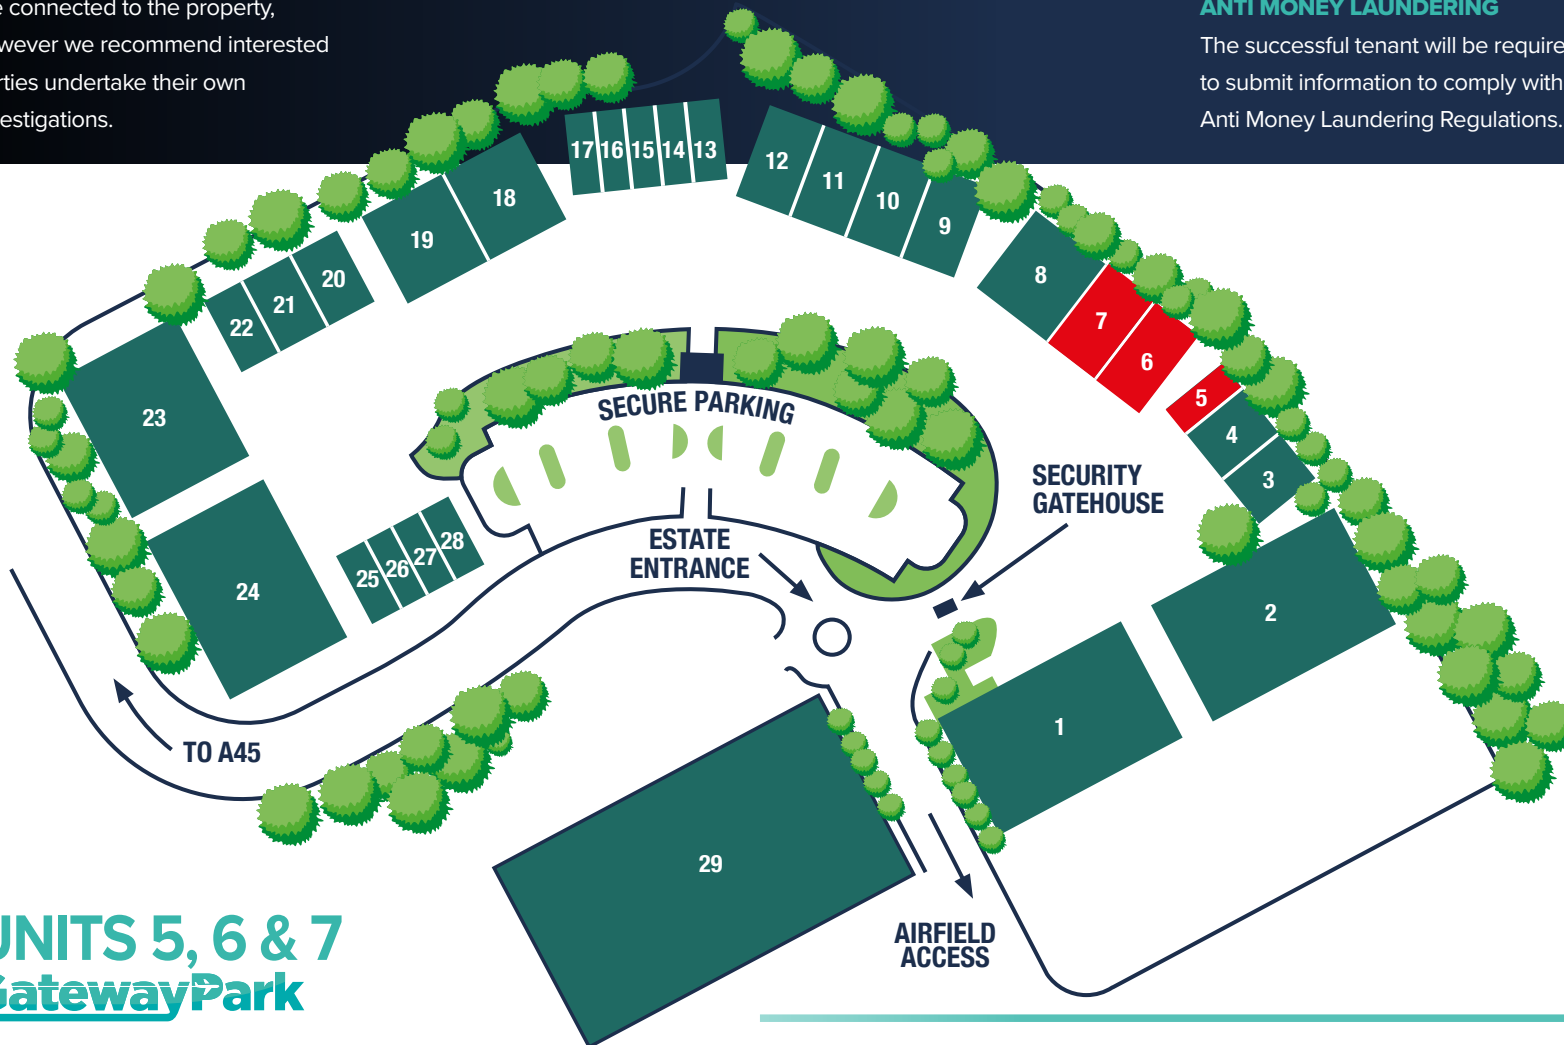 e connected to the property,
wever we recommend interested
rties undertake their own
estigations.
ANTI MONEY LAUNDERING
The successful tenant will be require
to submit information to comply with
Anti Money Laundering Regulations.
17 16 15 14 13
12
11
10
9
18
19
20
21
22
8
7
6
5
4
3
23
24
SECURE PARKING
SECURITY
GATEHOUSE
25 26 27 28
ESTATE
ENTRANCE
2
1
TO A45
29
AIRFIELD
ACCESS
UNITS 5, 6 & 7
GatewayPark